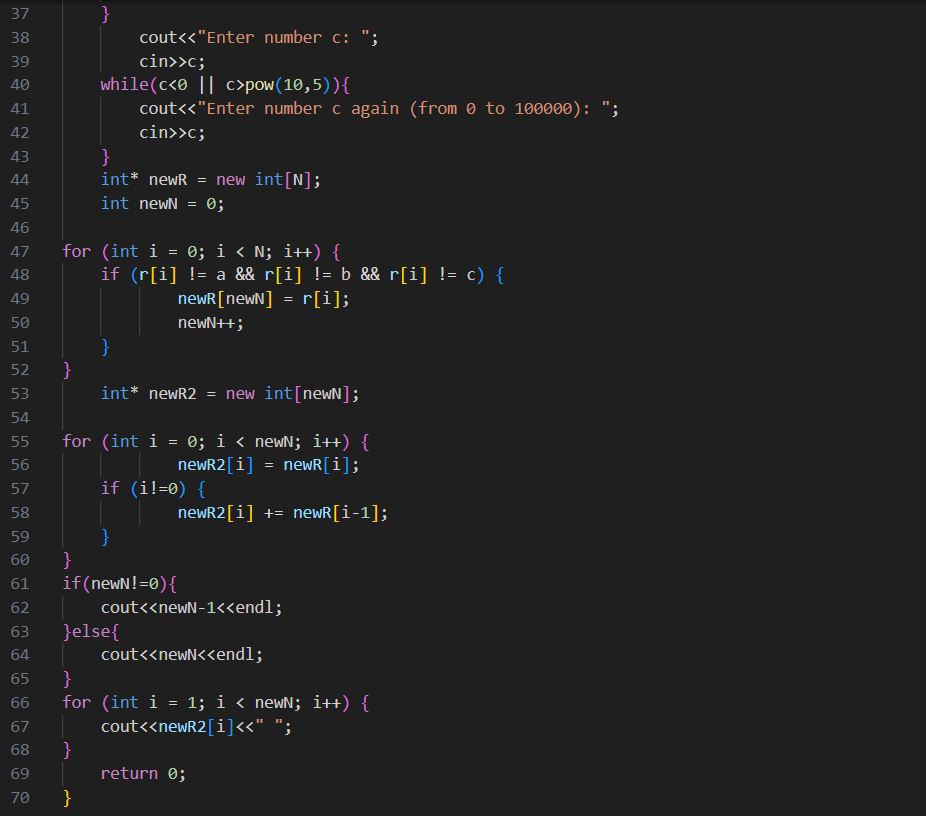 37 }
38 cout<<"Enter number c: ";
39 cin>>c;
40 while(c<0 || c>pow(10,5)){
41 cout<<"Enter number c again (from 0 to 100000): ";
42 cin>>c;
43 }
44 int* newR = new int[N];
45 int newN = 0;
46
47 for (int i = 0; i < N; i++) {
48 if (r[i] != a && r[i] != b && r[i] != c) {
49 newR[newN] = r[i];
50 newN++;
51 }
52 }
53 int* newR2 = new int[newN];
54
55 for (int i = 0; i < newN; i++) {
56 newR2[i] = newR[i];
57 if (i!=0) {
58 newR2[i] += newR[i-1];
59 }
60 }
61 if(newN!=0){
62 cout<<newN-1<<endl;
63 }else{
64 cout<<newN<<endl;
65 }
66 for (int i = 1; i < newN; i++) {
67 cout<<newR2[i]<<" ";
68 }
69 return 0;
70 }